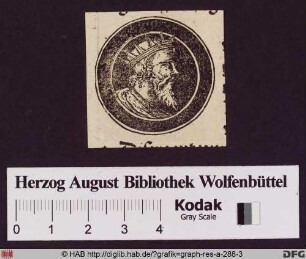 Herzog August Bibliothek Wolfenbüttel
Kodak
Gray Scale
0 1 2 3 4
© HAB http://diglib.hab.de/?grafik=graph-res-a-286-3
DFG